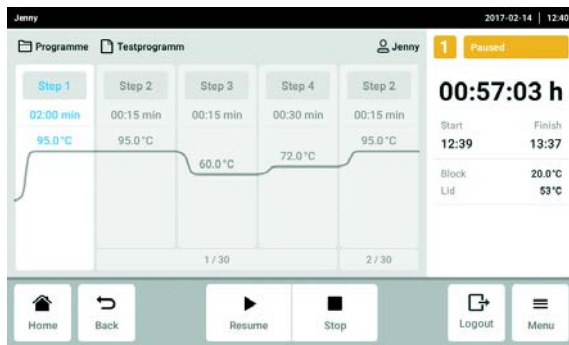 Jenny 2017-02-14 | 12:40
Programme Testprogramm Jenny
1 Paused
Step 1 Step 2 Step 3 Step 4 Step 2
02:00 min 00:15 min 00:15 min 00:30 min 00:15 min
95.0°C 95.0°C 60.0°C 72.0°C 95.0°C
1 / 30 2 / 30
00:57:03 h
Start Finish
12:39 13:37
Block 20.0°C
Lid 53°C
Home Back Resume Stop Logout Menu